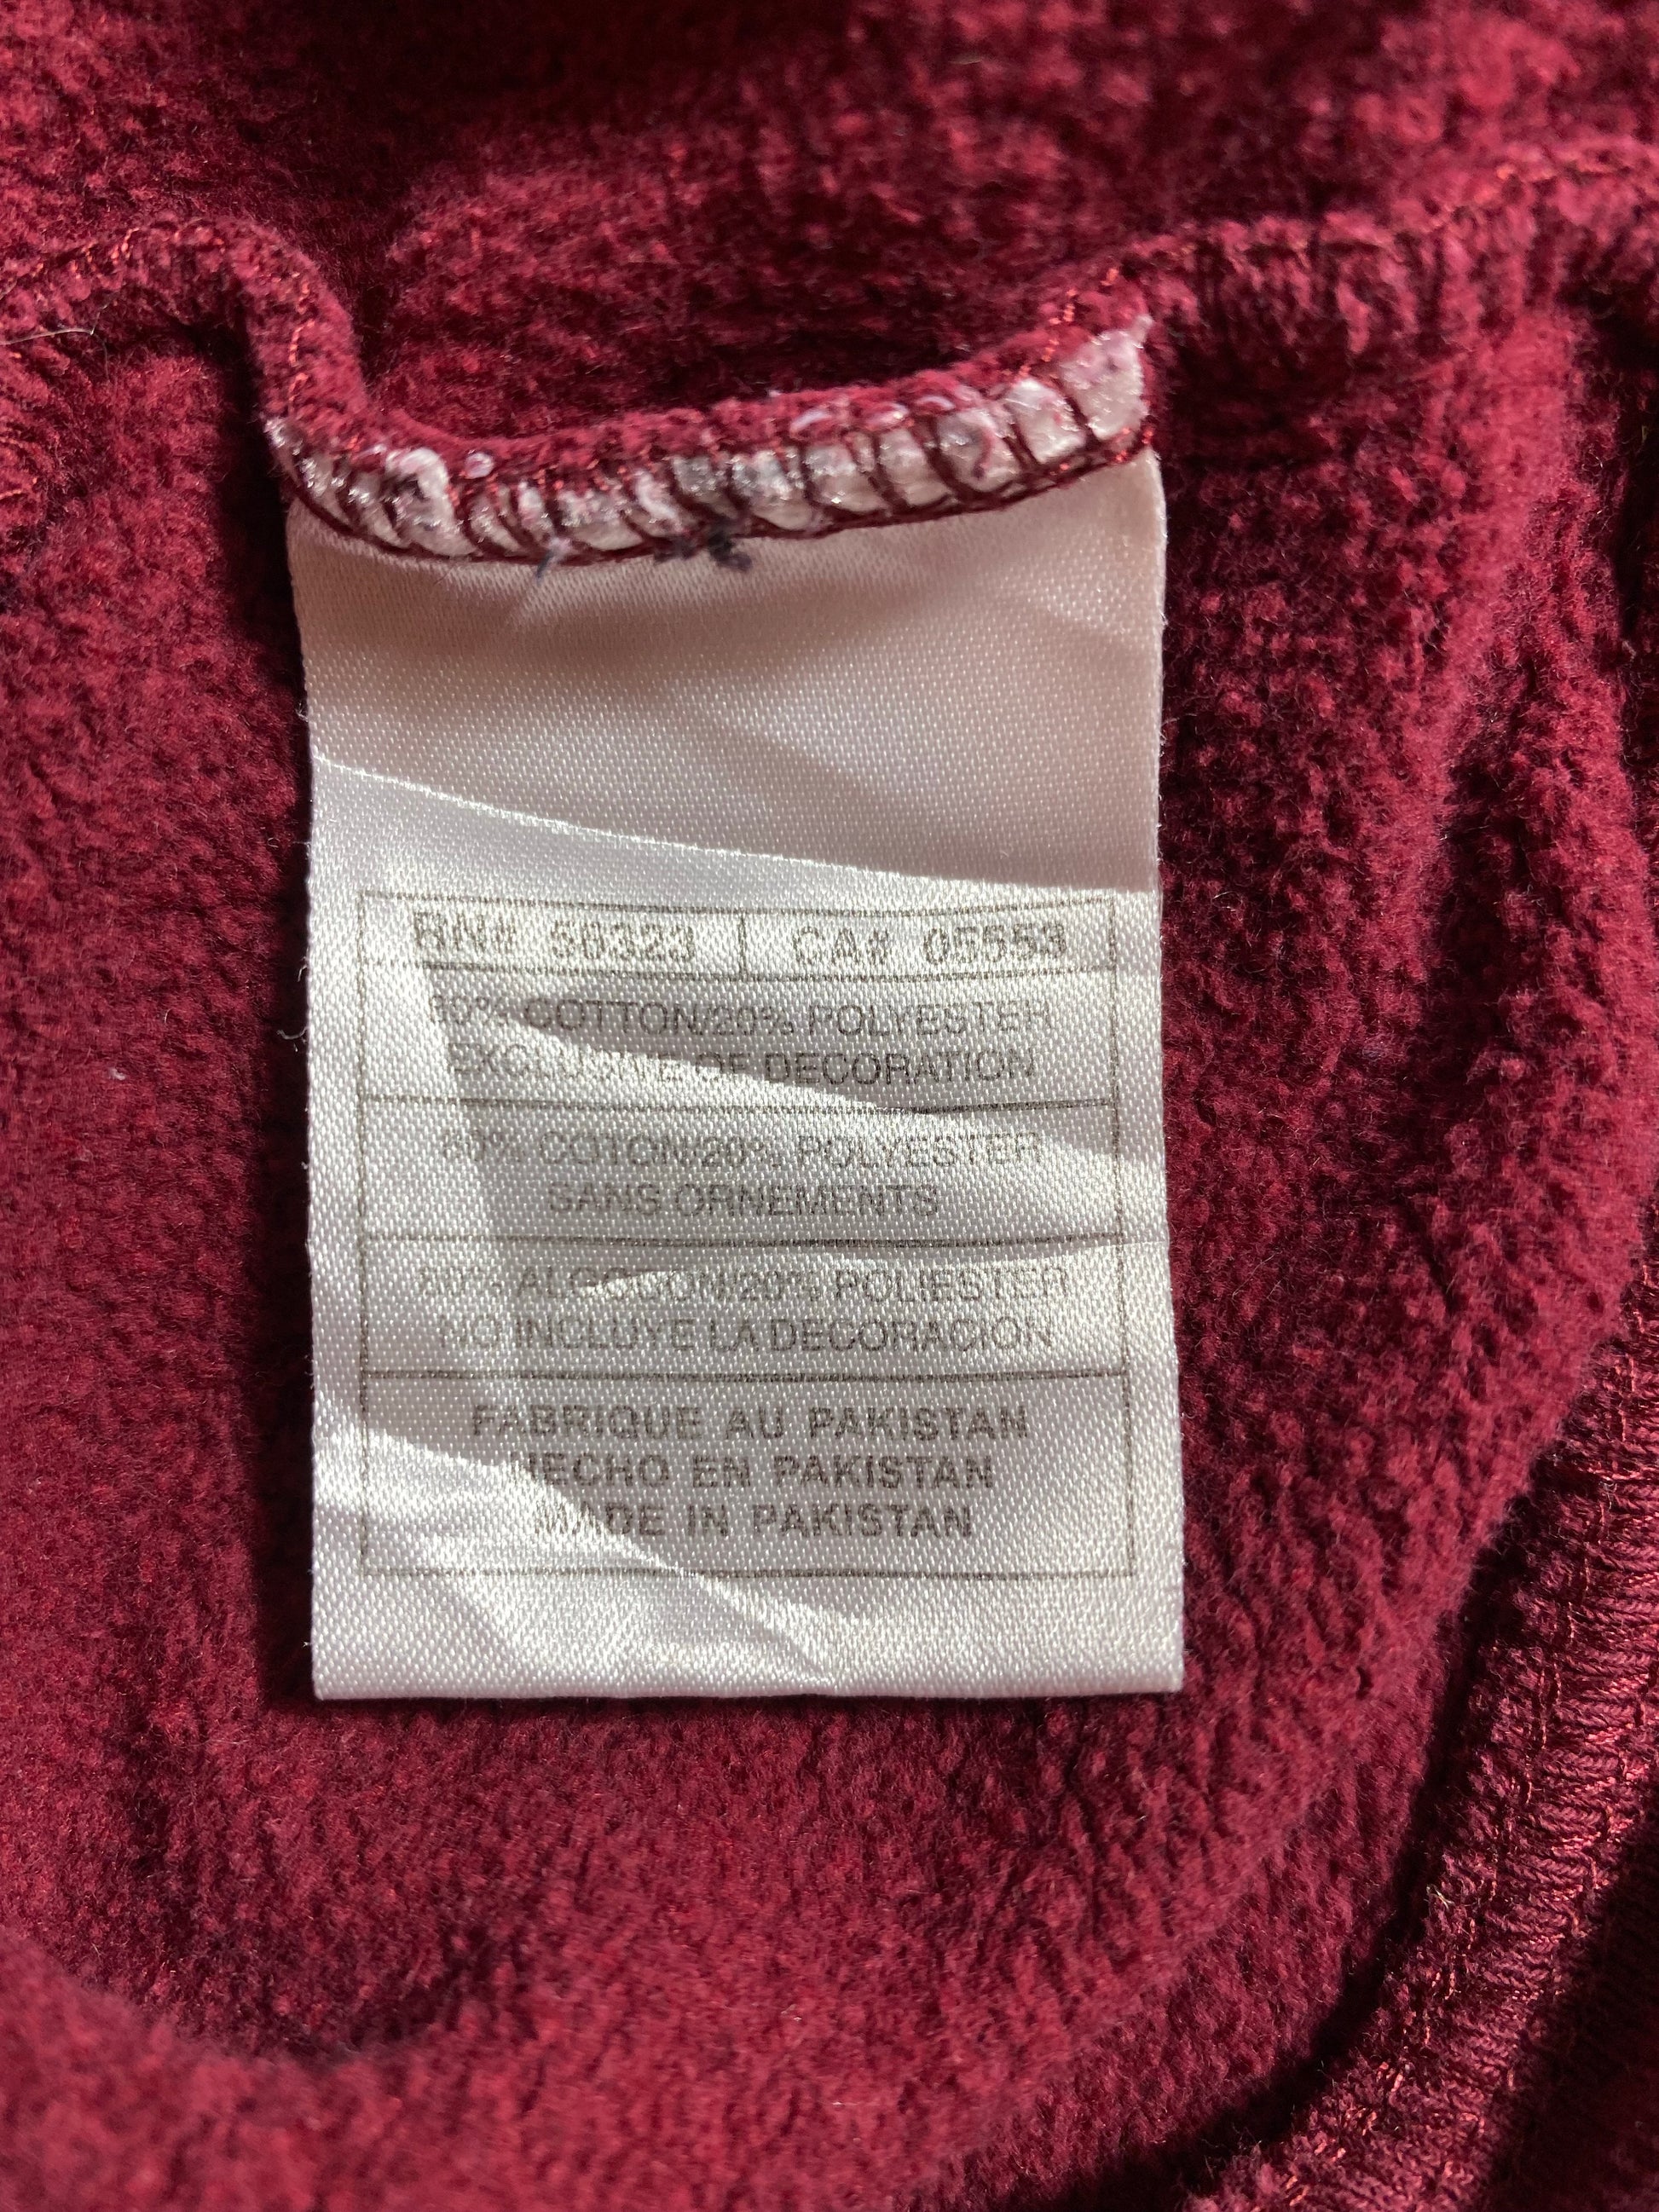 RN# 56323 | CA# 05553
80% COTTON/20% POLYESTER
EXCLUSIVE OF DECORATION
80% COTON/20% POLYESTER
SANS ORNEMENTS
80% ALGODON/20% POLIESTER
NO INCLUYE LA DECORACION
FABRIQUE AU PAKISTAN
HECHO EN PAKISTAN
MADE IN PAKISTAN